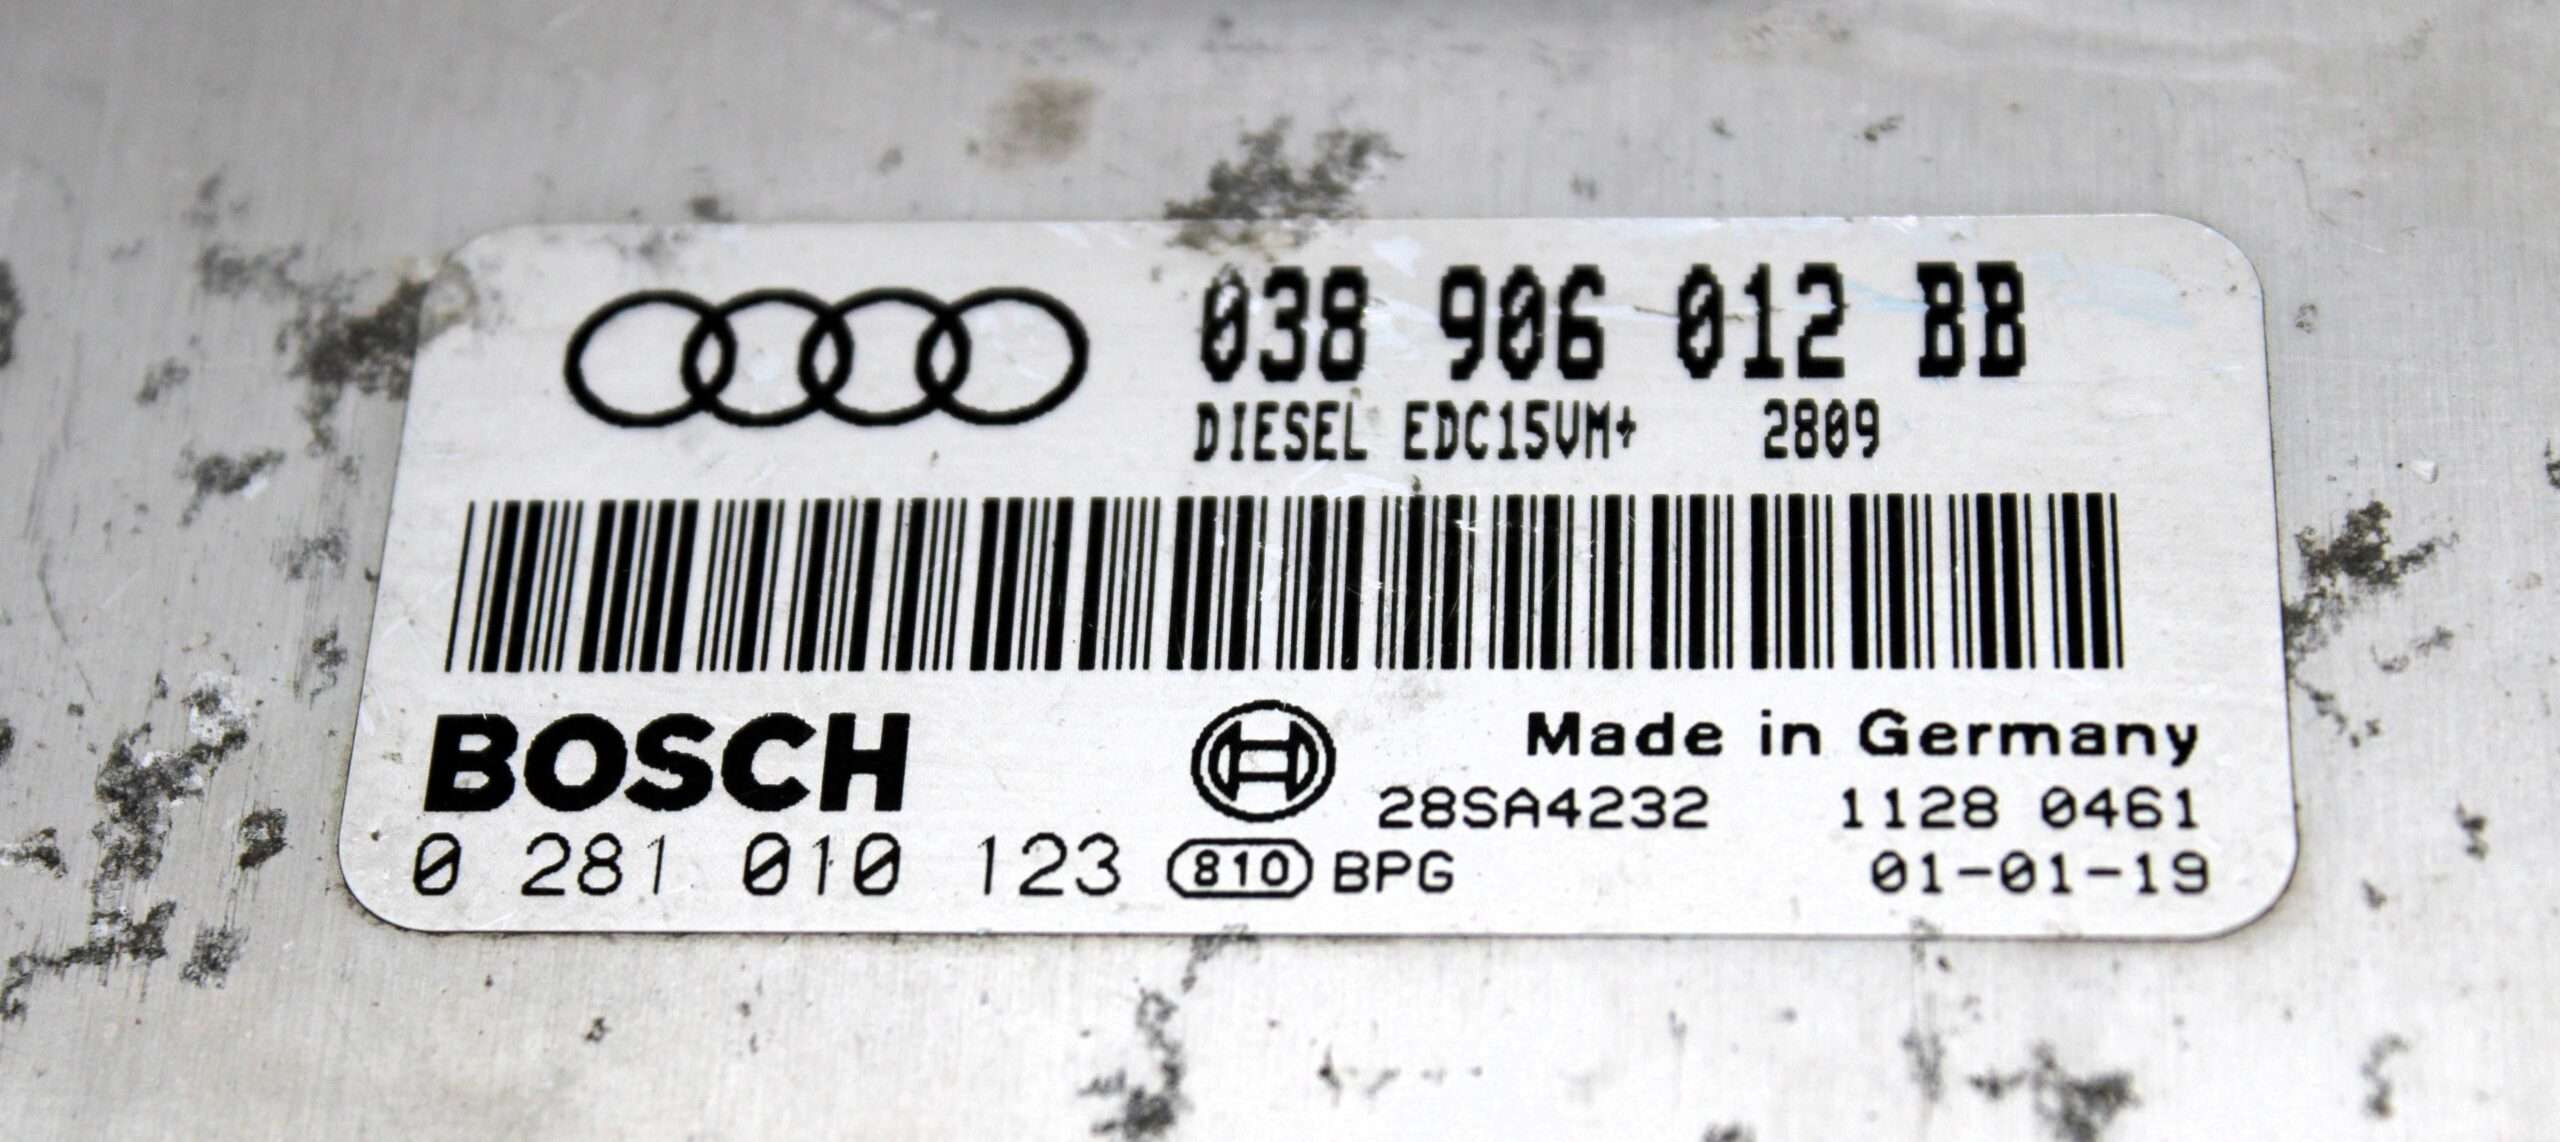 038 906 012 BB
DIESEL EDC15VM+ 2809
BOSCH
Made in Germany
28SA4232 1128 0461
0 281 010 123 810 BPG 01-01-19